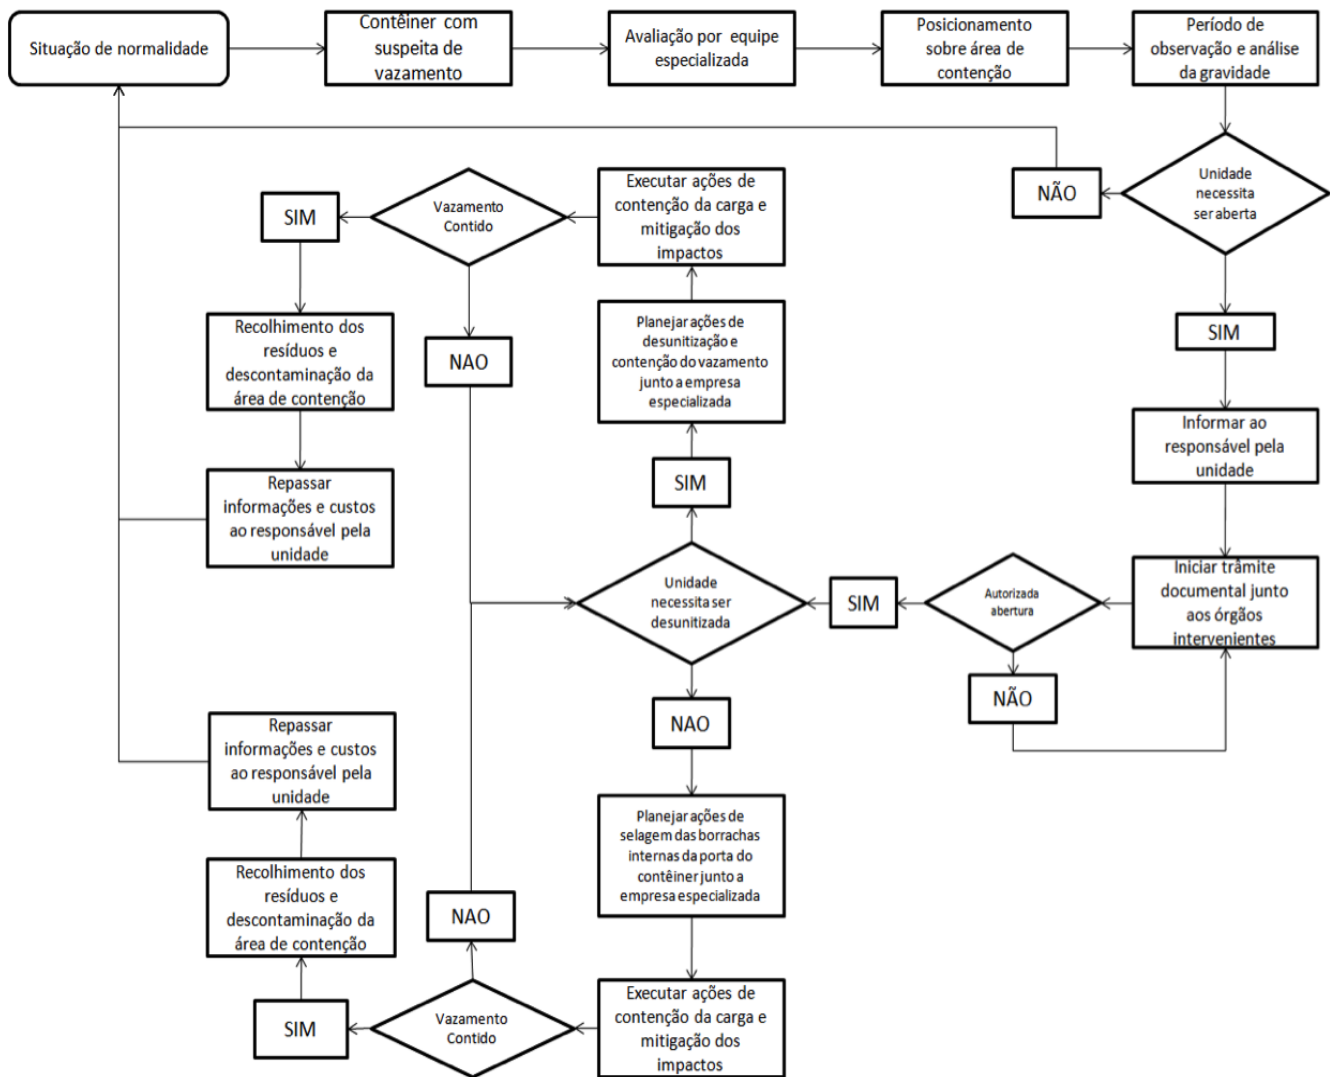 Situação de normalidade
Contêiner com
suspeita de
vazamento
Avaliação por equipe
especializada
Posicionamento
sobre área de
contenção
Período de
observação e análise
da gravidade
Unidade
necessita
ser aberta
NÃO
SIM
Informar ao
responsável pela
unidade
Iniciar trâmite
documental junto
aos órgãos
intervenientes
Autorizada
abertura
NÃO
SIM
Unidade
necessita ser
desunitizada
SIM
Planejar ações de
desunitização e
contenção do vazamento
junto a empresa
especializada
Executar ações de
contenção da carga e
mitigação dos
impactos
Vazamento
Contido
SIM
NAO
Recolhimento dos
resíduos e
descontaminação da
área de contenção
Repassar
informações e custos
ao responsável pela
unidade
NAO
Planejar ações de
selagem das borrachas
internas da porta do
contêiner junto a
empresa especializada
Executar ações de
contenção da carga e
mitigação dos
impactos
Vazamento
Contido
NAO
SIM
Recolhimento dos
resíduos e
descontaminação da
área de contenção
Repassar
informações e custos
ao responsável pela
unidade